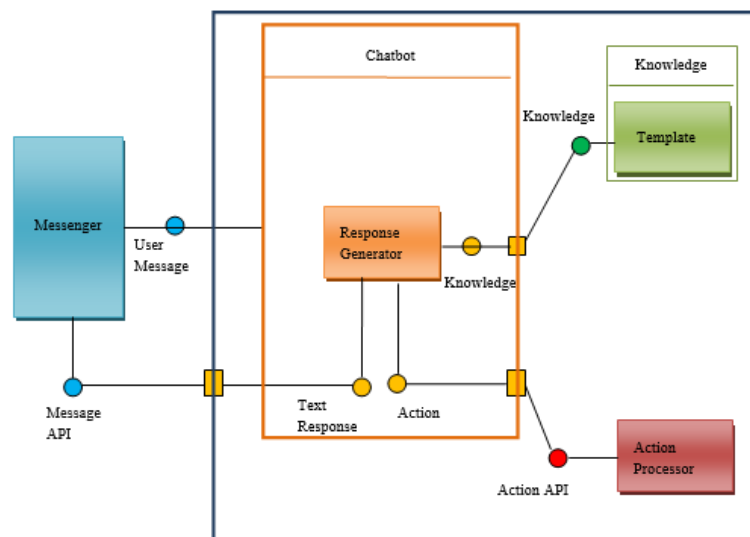 Chatbot
Knowledge
Knowledge
Template
Messenger
User
Message
Response
Generator
Knowledge
Message
API
Text
Response
Action
Action
Processor
Action API